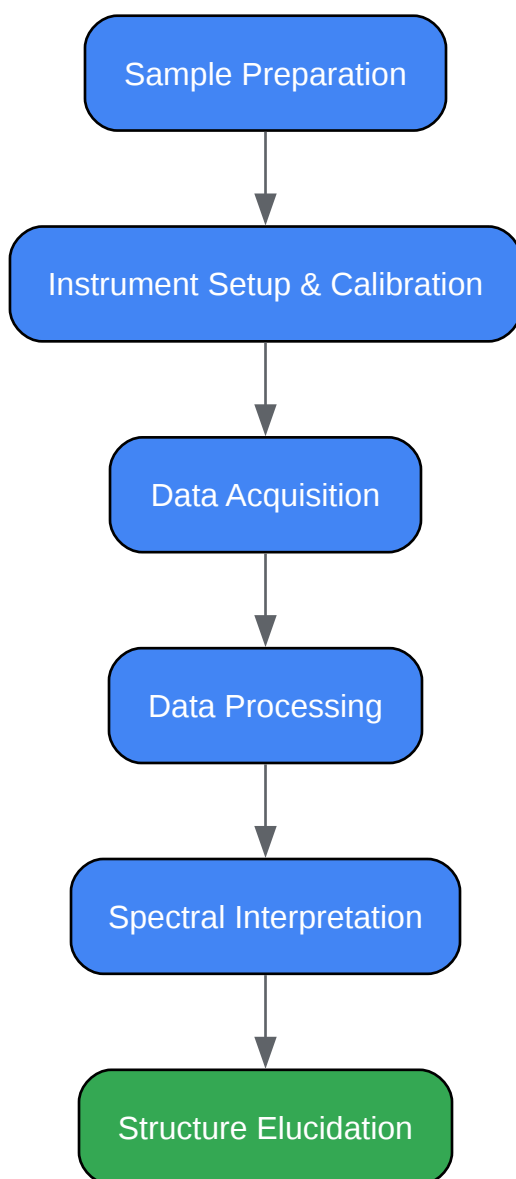 Sample Preparation
Instrument Setup & Calibration
Data Acquisition
Data Processing
Spectral Interpretation
Structure Elucidation